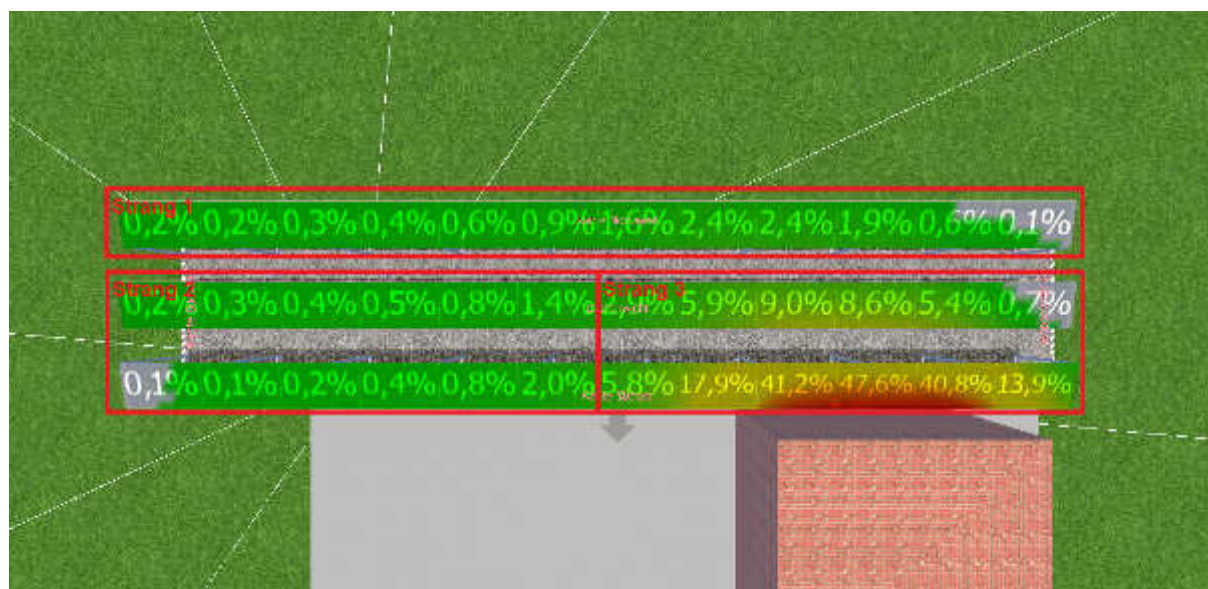 Strang 1
0,2% 0,2% 0,3% 0,4% 0,6% 0,9% 1,6% 2,4% 2,4% 1,9% 0,6% 0,1%
Strang 2 Strang 3
0,2% 0,3% 0,4% 0,5% 0,8% 1,4% 5,9% 9,0% 8,6% 5,4% 0,7%
0,1% 0,1% 0,2% 0,4% 0,8% 2,0% 5,8% 17,9% 41,2% 47,6% 40,8% 13,9%